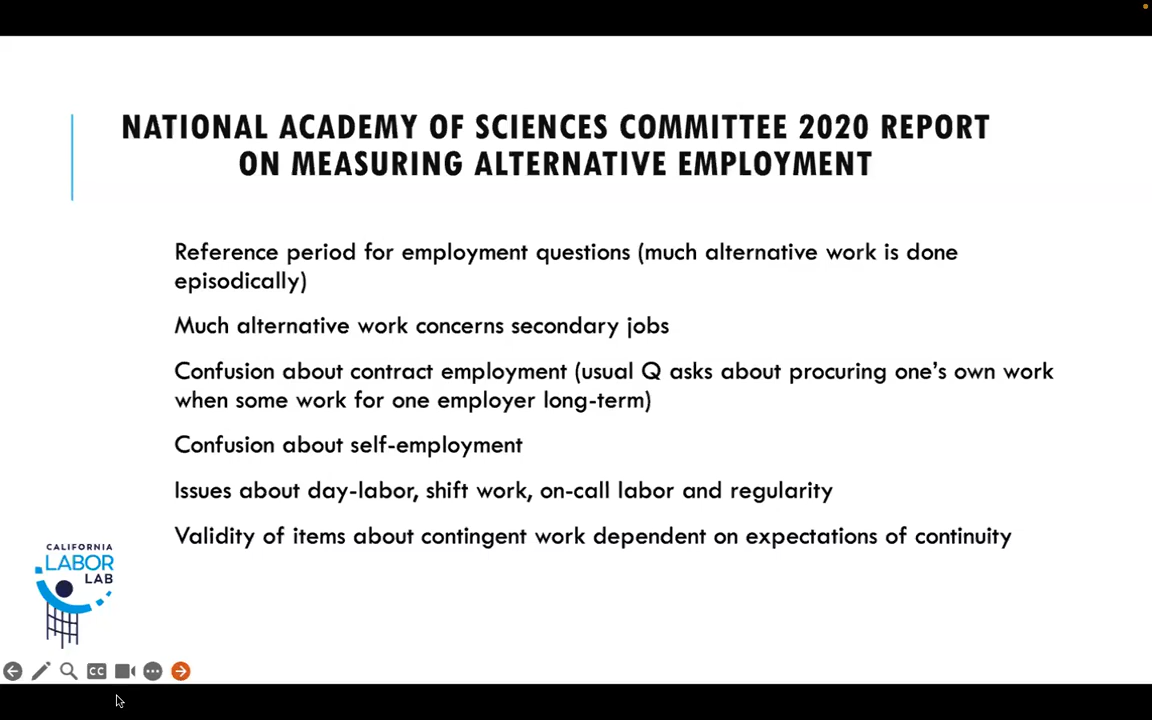 NATIONAL ACADEMY OF SCIENCES COMMITTEE 2020 REPORT
ON MEASURING ALTERNATIVE EMPLOYMENT
Reference period for employment questions (much alternative work is done
episodically)
Much alternative work concerns secondary jobs
Confusion about contract employment (usual Q asks about procuring one's own work
when some work for one employer long-term)
Confusion about self-employment
Issues about day-labor, shift work, on-call labor and regularity
Validity of items about contingent work dependent on expectations of continuity
CALIFORNIA
LABOR
LAB
CC